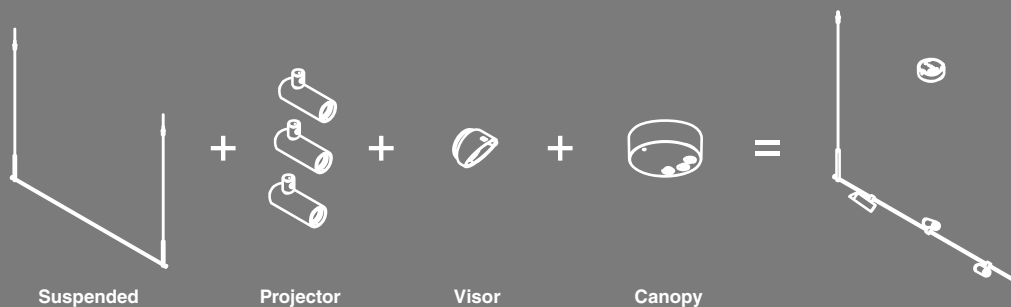 + + + =
Suspended Projector Visor Canopy